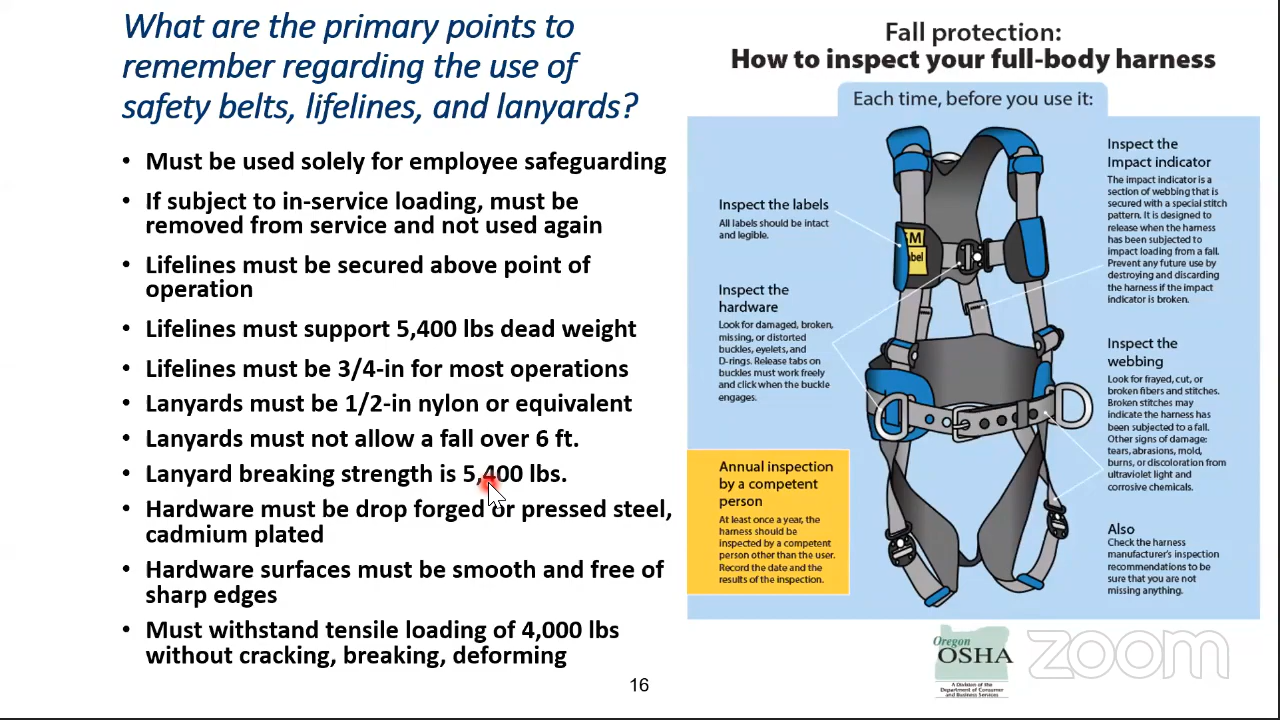 What are the primary points to
remember regarding the use of
safety belts, lifelines, and lanyards?
• Must be used solely for employee safeguarding
• If subject to in-service loading, must be
removed from service and not used again
• Lifelines must be secured above point of
operation
• Lifelines must support 5,400 lbs dead weight
• Lifelines must be 3/4-in for most operations
• Lanyards must be 1/2-in nylon or equivalent
• Lanyards must not allow a fall over 6 ft.
• Lanyard breaking strength is 5,400 lbs.
• Hardware must be drop forged or pressed steel,
cadmium plated
• Hardware surfaces must be smooth and free of
sharp edges
• Must withstand tensile loading of 4,000 lbs
without cracking, breaking, deforming
Fall protection:
How to inspect your full-body harness
Each time, before you use it:
Inspect the labels
All labels should be intact
and legible.
Inspect the
hardware
Look for damaged, broken,
missing, or distorted
buckles, eyelets, and
D-rings. Release tabs on
buckles must work freely
and click when the buckle
engages.
Annual inspection
by a competent
person
At least once a year, the
harness should be
inspected by a competent
person other than the user.
Record the date and the
results of the inspection.
Inspect the
Impact indicator
The impact indicator is a
section of webbing that is
secured with a special stitch
pattern. It is designed to
release when the harness
has been subjected to
impact loading from a fall.
Prevent any future use by
destroying and discarding
the harness if the impact
indicator is broken.
Inspect the
webbing
Look for frayed, cut, or
broken fibers and stitches.
Broken stitches may
indicate the harness has
been subjected to a fall.
Other signs of damage:
tears, abrasions, mold,
burns, or discoloration from
ultraviolet light and
corrosive chemicals.
Also
Check the harness
manufacturer's inspection
recommendations to be
sure that you are not
missing anything.
Oregon
OSHA
A Division of the
Department of Consumer
and Business Services
zoom
16